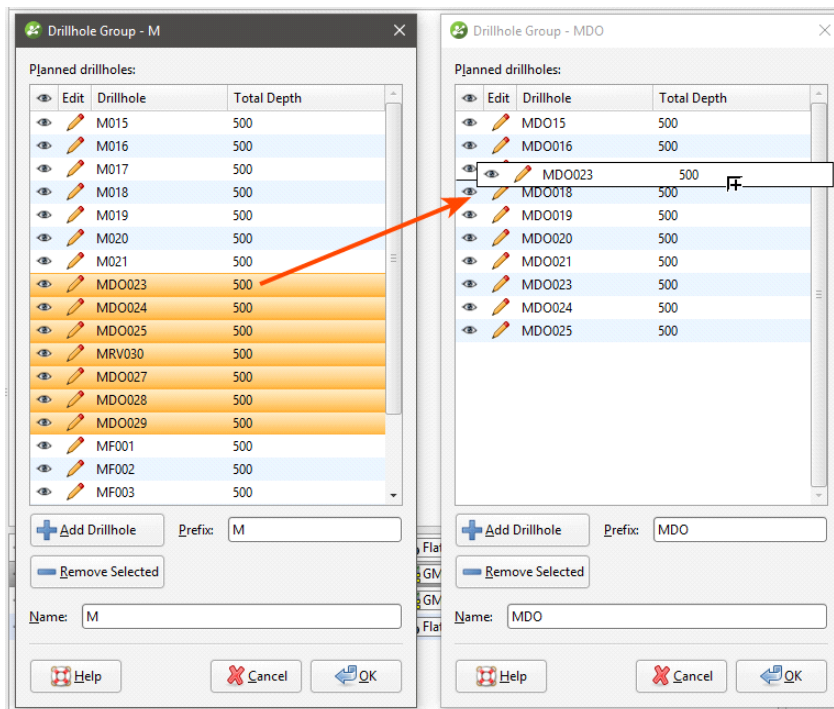 Drillhole Group - M
Planned drillholes:
Edit Drillhole Total Depth
M015 500
M016 500
M017 500
M018 500
M019 500
M020 500
M021 500
MDO023 500
MDO024 500
MDO025 500
MRV030 500
MDO027 500
MDO028 500
MDO029 500
MF001 500
MF002 500
MF003 500
Add Drillhole Prefix: M
Remove Selected
Name: M
Help Cancel OK
Flat
GM
GM
Flat
Drillhole Group - MDO
Planned drillholes:
Edit Drillhole Total Depth
MDO15 500
MDO016 500
MDO023 500
MDO018 500
MDO019 500
MDO020 500
MDO021 500
MDO023 500
MDO024 500
MDO025 500
Add Drillhole Prefix: MDO
Remove Selected
Name: MDO
Help Cancel OK